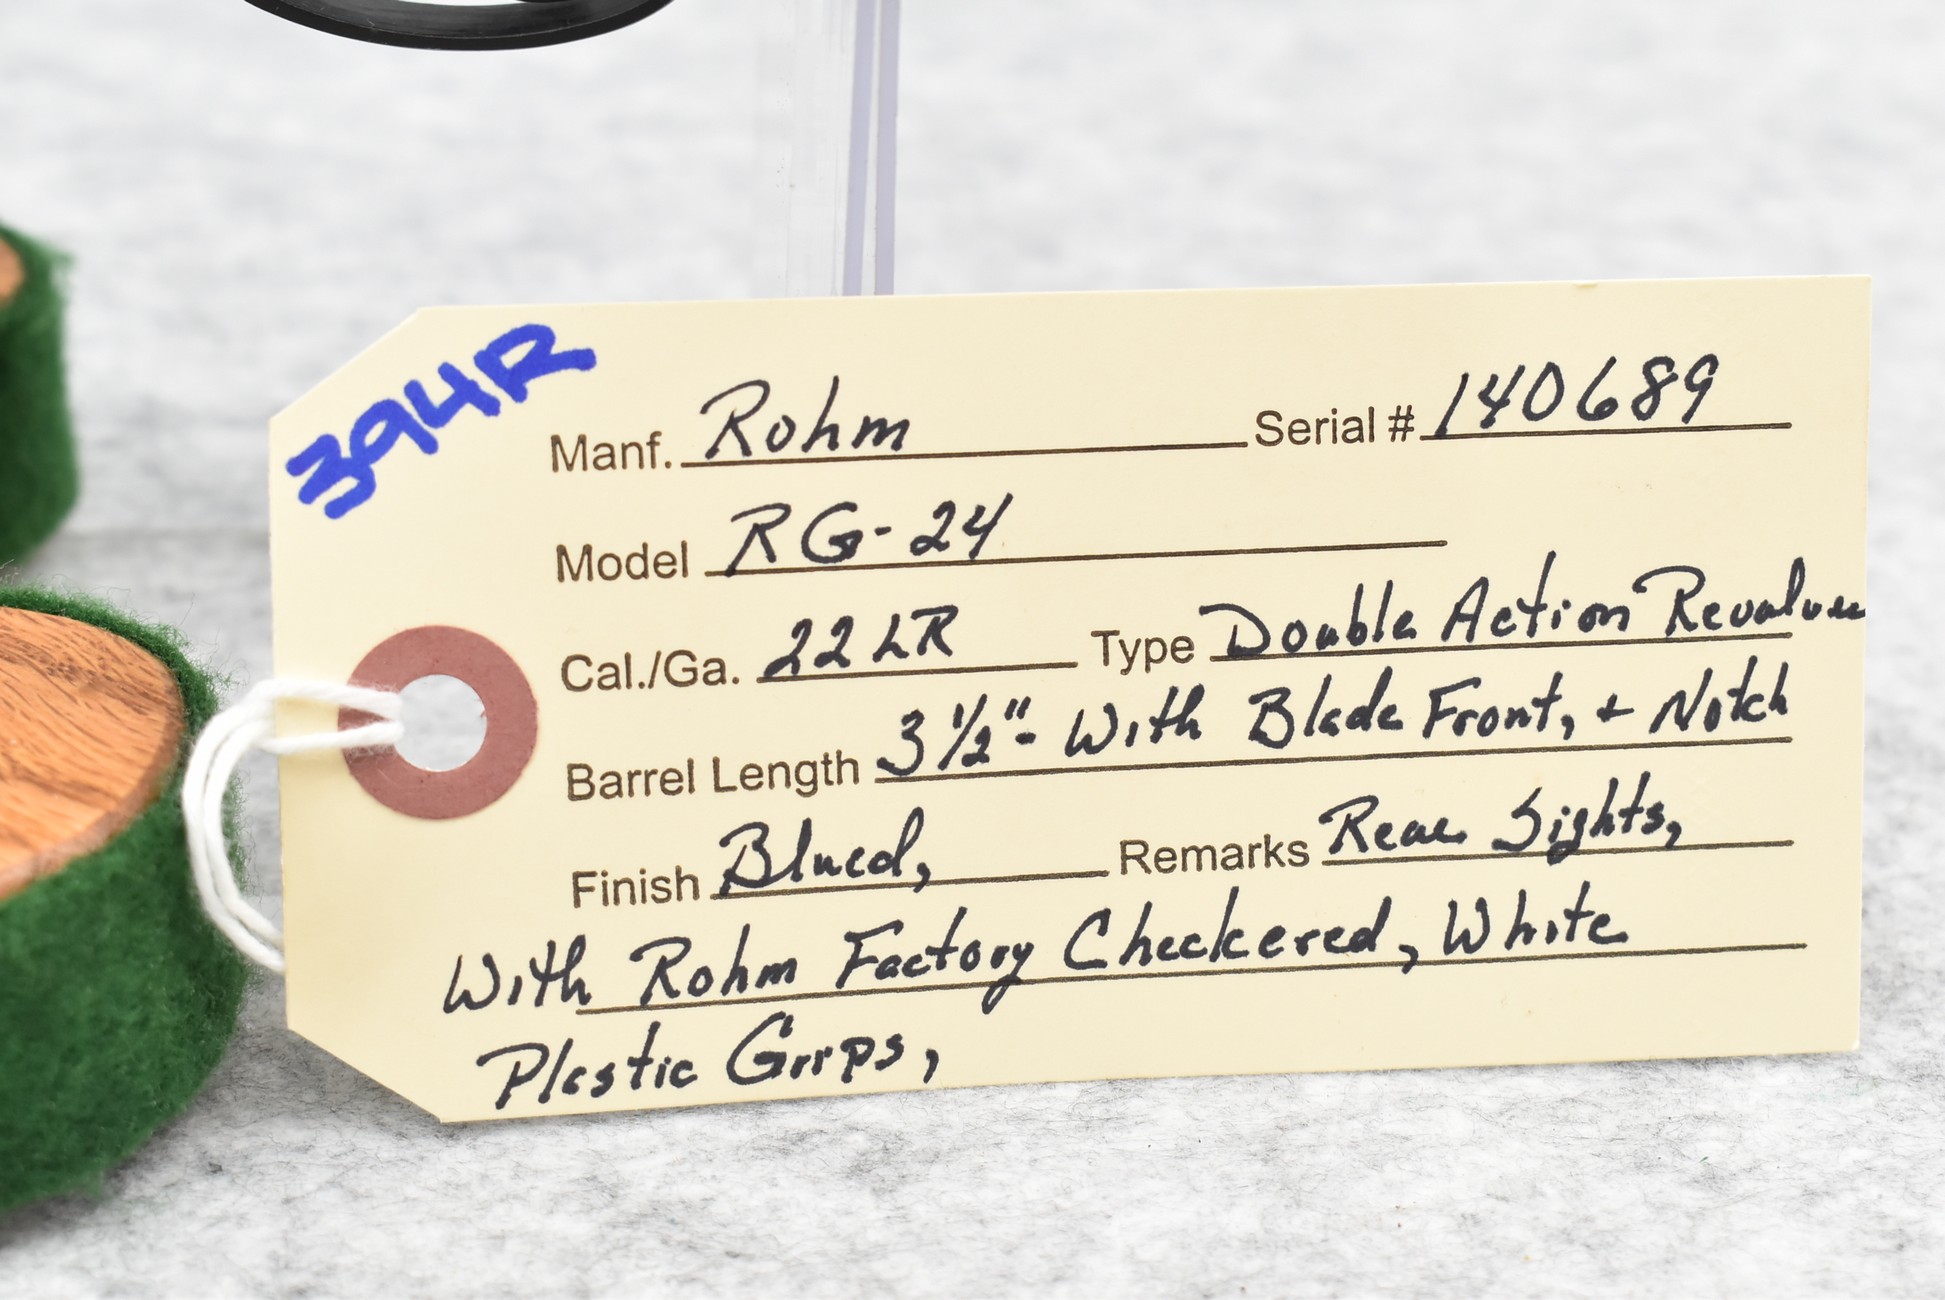 394R
Manf. Rohm Serial # 140689
Model RG-24
Cal./Ga. 22 LR Type Double Action Revolver
Barrel Length 3 1/2"- With Blade Front, + Notch
Finish Blued, Remarks Rear Sights,
With Rohm Factory Checkered, White
Plastic Grips,